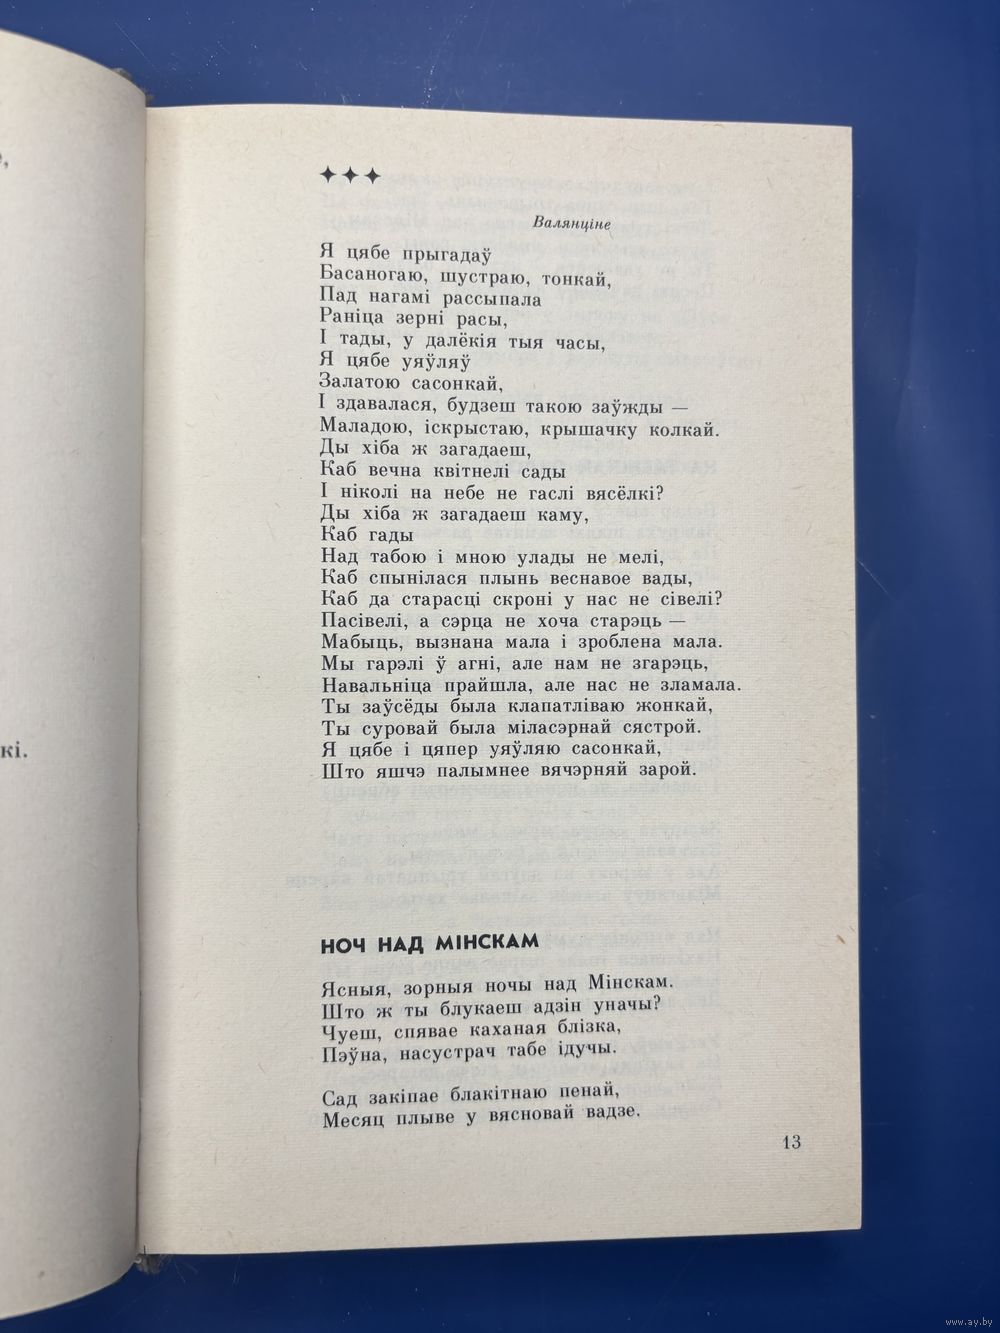 ✦✦✦
Валянціне
Я цябе прыгадаў
Басаногаю, шустраю, тонкай,
Пад нагамі рассыпала
Раніца зерні расы,
І тады, у далёкія тыя часы,
Я цябе уяўляў
Залатою сасонкай,
І здавалася, будзеш такою заўжды —
Маладою, іскрыстаю, крышачку колкай.
Ды хіба ж загадаеш,
Каб вечна квітнелі сады
І ніколі на небе не гаслі вясёлкі?
Ды хіба ж загадаеш каму,
Каб гады
Над табою і мною улады не мелі,
Каб спынілася плынь веснавое вады,
Каб да старасці скроні у нас не сівелі?
Пасівелі, а сэрца не хоча старэць —
Мабыць, вызнана мала і зроблена мала.
Мы гарэлі ў агні, але нам не згарэць,
Навальніца прайшла, але нас не зламала.
Ты заўсёды была клапатліваю жонкай,
Ты суровай была міласэрнай сястрой.
Я цябе і цяпер уяўляю сасонкай,
Што яшчэ палымнее вячэрняй зарой.
НОЧ НАД МІНСКАМ
Ясныя, зорныя ночы над Мінскам.
Што ж ты блукаеш адзін уначы?
Чуеш, спявае каханая блізка,
Пэўна, насустрач табе ідучы.
Сад закіпае блакітнаю пенай,
Месяц плыве у вясновай вадзе.
13
кі.
www.ay.by